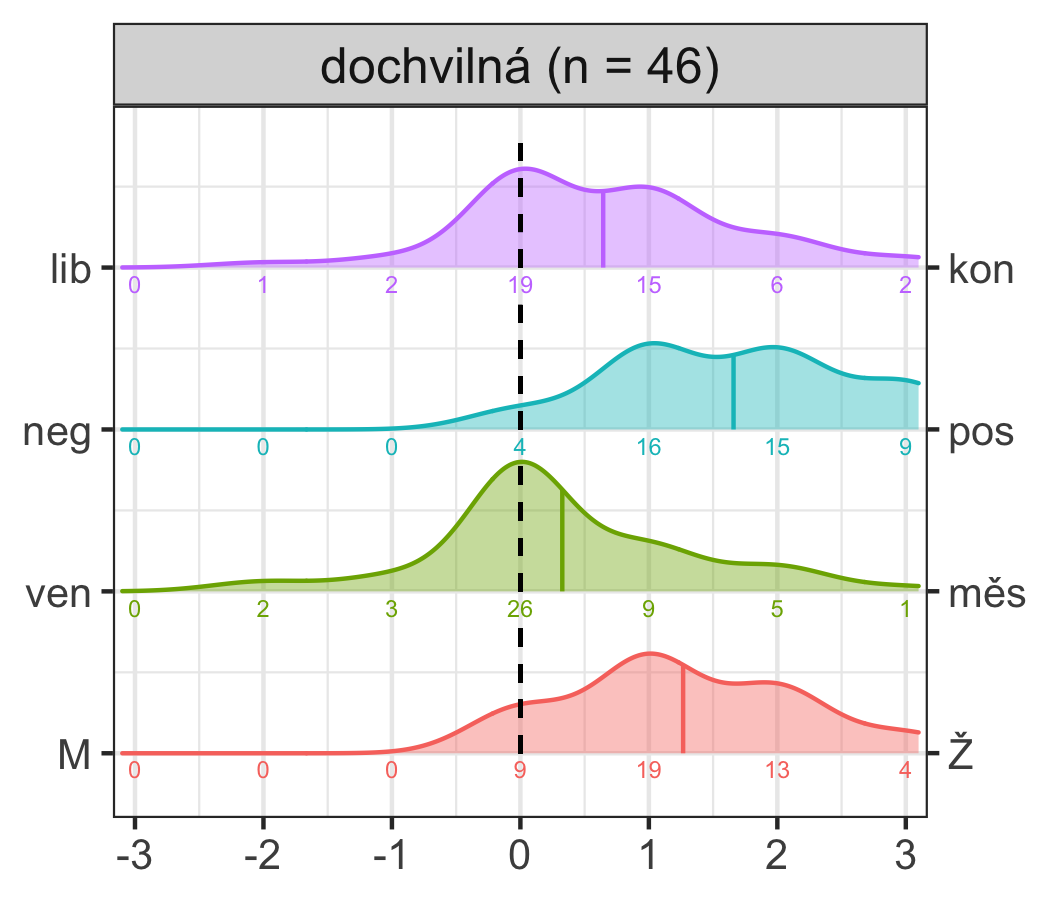 dochvilná (n = 46)
lib kon
0 1 2 19 15 6 2
neg pos
0 0 0 4 16 15 9
ven měs
0 2 3 26 9 5 1
M Ž
0 0 0 9 19 13 4
-3 -2 -1 0 1 2 3